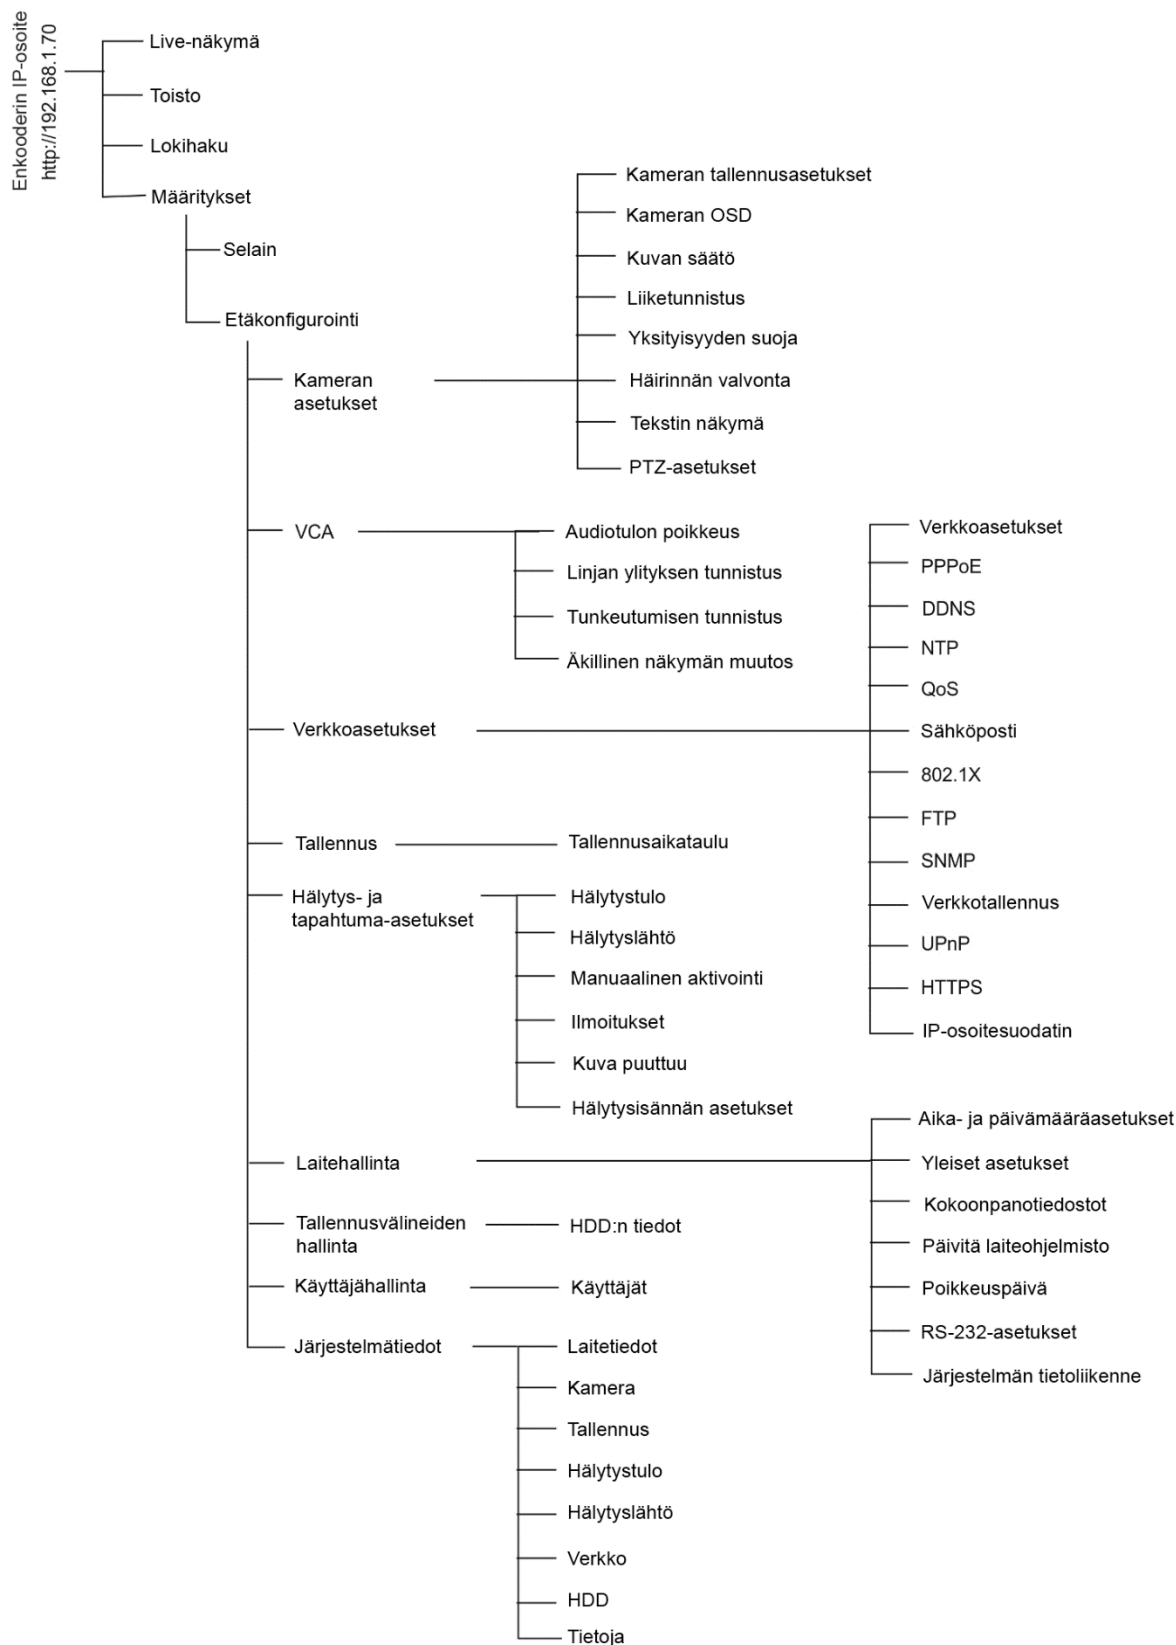 Enkooderin IP-osoite
http://192.168.1.70
Live-näkymä
Toisto
Lokihaku
Määritykset
Selain
Etäkonfigurointi
Kameran
asetukset
Kameran tallennusasetukset
Kameran OSD
Kuvan säätö
Liiketunnistus
Yksityisyyden suoja
Häirinnän valvonta
Tekstin näkymä
PTZ-asetukset
VCA
Audiotulon poikkeus
Linjan ylityksen tunnistus
Tunkeutumisen tunnistus
Äkillinen näkymän muutos
Verkkoasetukset
Verkkoasetukset
PPPoE
DDNS
NTP
QoS
Sähköposti
802.1X
FTP
SNMP
Verkkotallennus
UPnP
HTTPS
IP-osoitesuodatin
Tallennus
Tallennusaikataulu
Hälytys- ja
tapahtuma-asetukset
Hälytystulo
Hälytyslähtö
Manuaalinen aktivointi
Ilmoitukset
Kuva puuttuu
Hälytysisännän asetukset
Laitehallinta
Aika- ja päivämääräasetukset
Yleiset asetukset
Kokoonpanotiedostot
Päivitä laiteohjelmisto
Poikkeuspäivä
RS-232-asetukset
Järjestelmän tietoliikenne
Tallennusvälineiden
hallinta
HDD:n tiedot
Käyttäjähallinta
Käyttäjät
Järjestelmätiedot
Laitetiedot
Kamera
Tallennus
Hälytystulo
Hälytyslähtö
Verkko
HDD
Tietoja